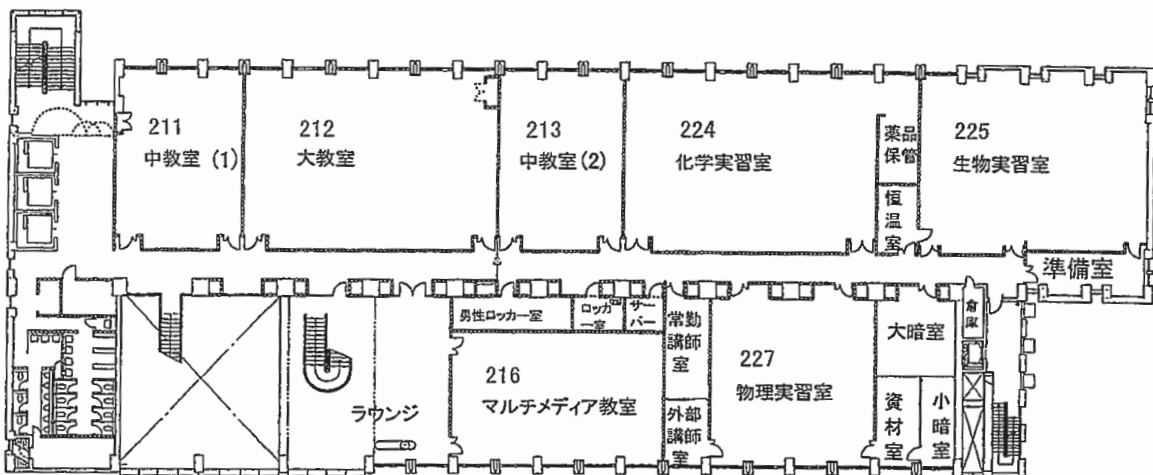 211
中教室(1)
212
大教室
213
中教室(2)
224
化学実習室
薬品
保管
恒
温
室
225
生物実習室
準備室
男性ロッカー室
ロッカ
ー室
サー
バー
常勤
講師
室
外部
講師
室
216
マルチメディア教室
ラウンジ
227
物理実習室
大暗室
資
材
室
小
暗
室
倉
庫